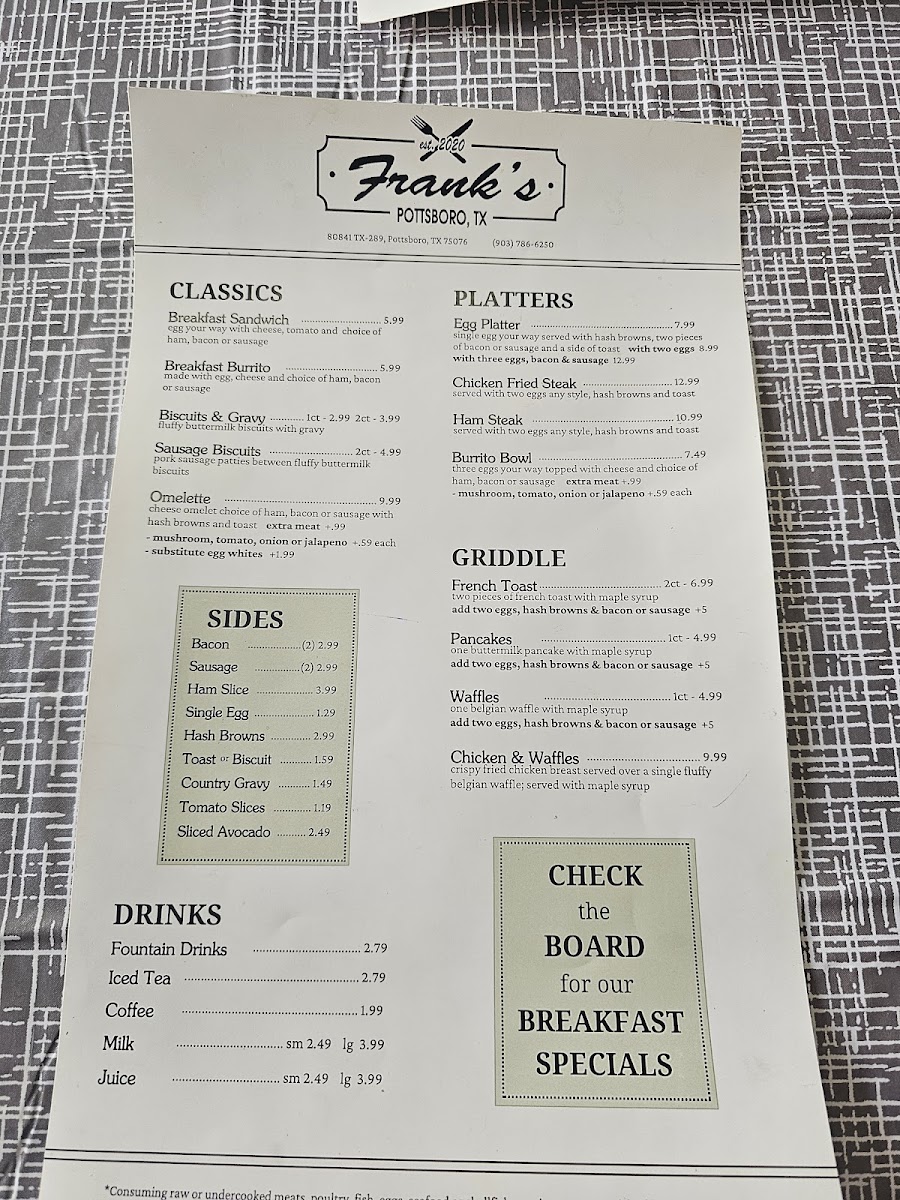 est. 2020
Frank's
POTTSBORO, TX
80841 TX-289, Pottsboro, TX 75076 (903) 786-6250
CLASSICS
Breakfast Sandwich 5.99
egg your way with cheese, tomato and choice of
ham, bacon or sausage
Breakfast Burrito 5.99
made with egg, cheese and choice of ham, bacon
or sausage
Biscuits & Gravy 1ct - 2.99 2ct - 3.99
fluffy buttermilk biscuits with gravy
Sausage Biscuits 2ct - 4.99
pork sausage patties between fluffy buttermilk
biscuits
Omelette 9.99
cheese omelet choice of ham, bacon or sausage with
hash browns and toast extra meat +.99
- mushroom, tomato, onion or jalapeno +.59 each
- substitute egg whites +1.99
SIDES
Bacon (2) 2.99
Sausage (2) 2.99
Ham Slice 3.99
Single Egg 1.29
Hash Browns 2.99
Toast or Biscuit 1.59
Country Gravy 1.49
Tomato Slices 1.19
Sliced Avocado 2.49
DRINKS
Fountain Drinks 2.79
Iced Tea 2.79
Coffee 1.99
Milk sm 2.49 lg 3.99
Juice sm 2.49 lg 3.99
PLATTERS
Egg Platter 7.99
single egg your way served with hash browns, two pieces
of bacon or sausage and a side of toast with two eggs 8.99
with three eggs, bacon & sausage 12.99
Chicken Fried Steak 12.99
served with two eggs any style, hash browns and toast
Ham Steak 10.99
served with two eggs any style, hash browns and toast
Burrito Bowl 7.49
three eggs your way topped with cheese and choice of
ham, bacon or sausage extra meat +.99
- mushroom, tomato, onion or jalapeno +.59 each
GRIDDLE
French Toast 2ct - 6.99
two pieces of french toast with maple syrup
add two eggs, hash browns & bacon or sausage +5
Pancakes 1ct - 4.99
one buttermilk pancake with maple syrup
add two eggs, hash browns & bacon or sausage +5
Waffles 1ct - 4.99
one belgian waffle with maple syrup
add two eggs, hash browns & bacon or sausage +5
Chicken & Waffles 9.99
crispy fried chicken breast served over a single fluffy
belgian waffle; served with maple syrup
CHECK
the
BOARD
for our
BREAKFAST
SPECIALS
*Consuming raw or undercooked meats, poultry, fish, eggs,